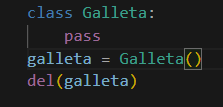 class Galleta:
    pass
galleta = Galleta()
del(galleta)